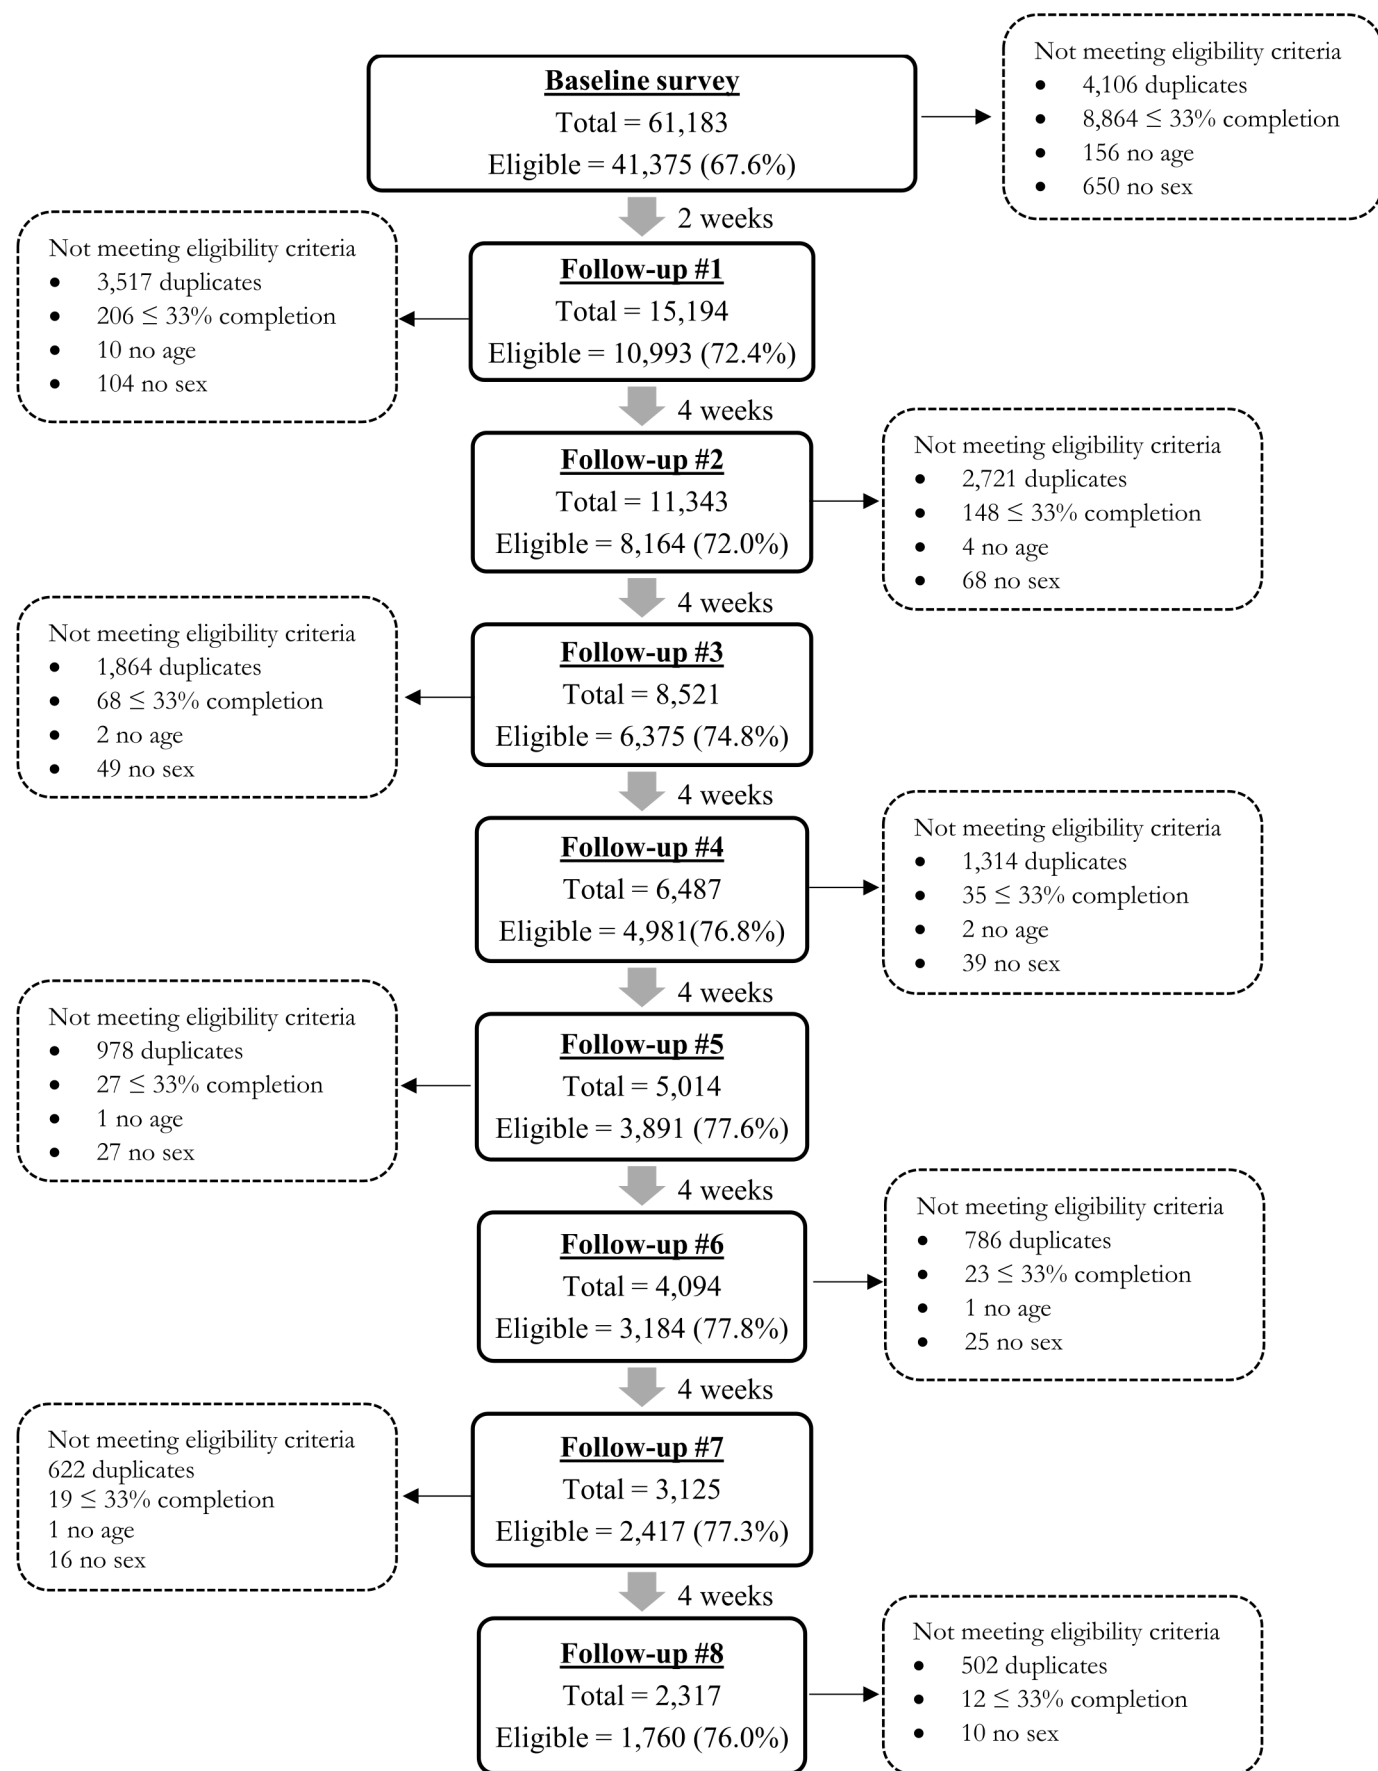 Baseline survey
Total = 61,183
Eligible = 41,375 (67.6%)
Not meeting eligibility criteria
• 4,106 duplicates
• 8,864 ≤ 33% completion
• 156 no age
• 650 no sex
2 weeks
Not meeting eligibility criteria
• 3,517 duplicates
• 206 ≤ 33% completion
• 10 no age
• 104 no sex
Follow-up #1
Total = 15,194
Eligible = 10,993 (72.4%)
4 weeks
Follow-up #2
Total = 11,343
Eligible = 8,164 (72.0%)
Not meeting eligibility criteria
• 2,721 duplicates
• 148 ≤ 33% completion
• 4 no age
• 68 no sex
4 weeks
Not meeting eligibility criteria
• 1,864 duplicates
• 68 ≤ 33% completion
• 2 no age
• 49 no sex
Follow-up #3
Total = 8,521
Eligible = 6,375 (74.8%)
4 weeks
Follow-up #4
Total = 6,487
Eligible = 4,981(76.8%)
Not meeting eligibility criteria
• 1,314 duplicates
• 35 ≤ 33% completion
• 2 no age
• 39 no sex
4 weeks
Not meeting eligibility criteria
• 978 duplicates
• 27 ≤ 33% completion
• 1 no age
• 27 no sex
Follow-up #5
Total = 5,014
Eligible = 3,891 (77.6%)
4 weeks
Follow-up #6
Total = 4,094
Eligible = 3,184 (77.8%)
Not meeting eligibility criteria
• 786 duplicates
• 23 ≤ 33% completion
• 1 no age
• 25 no sex
4 weeks
Not meeting eligibility criteria
622 duplicates
19 ≤ 33% completion
1 no age
16 no sex
Follow-up #7
Total = 3,125
Eligible = 2,417 (77.3%)
4 weeks
Follow-up #8
Total = 2,317
Eligible = 1,760 (76.0%)
Not meeting eligibility criteria
• 502 duplicates
• 12 ≤ 33% completion
• 10 no sex